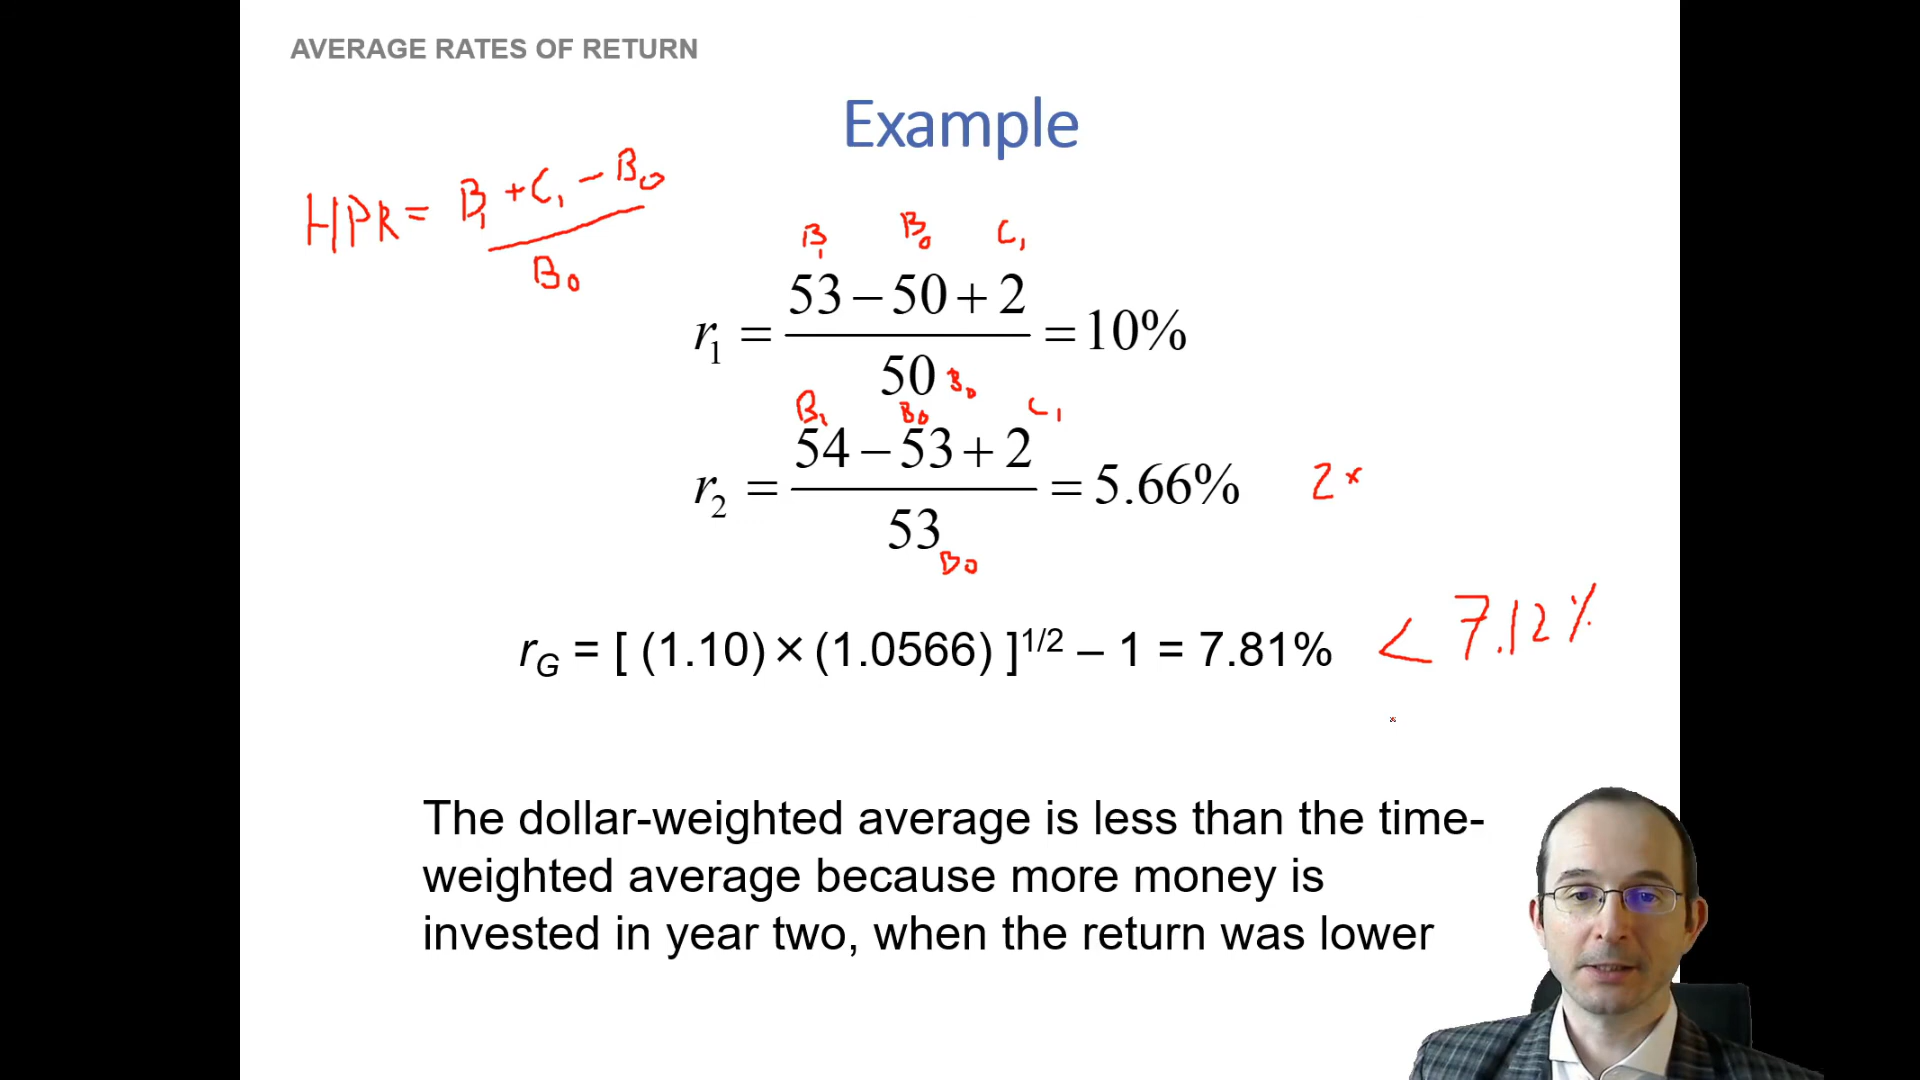 AVERAGE RATES OF RETURN
Example
HPR = B₁ + C₁ − B₀ / B₀
B₁ B₀ C₁
r₁ = 53 − 50 + 2 / 50 = 10%
B₀
B₁ B₀ C₁
r₂ = 54 − 53 + 2 / 53 = 5.66% 2 ×
B₀
r_G = [ (1.10) × (1.0566) ]^1/2 – 1 = 7.81% < 7.12%
The dollar-weighted average is less than the time-
weighted average because more money is
invested in year two, when the return was lower